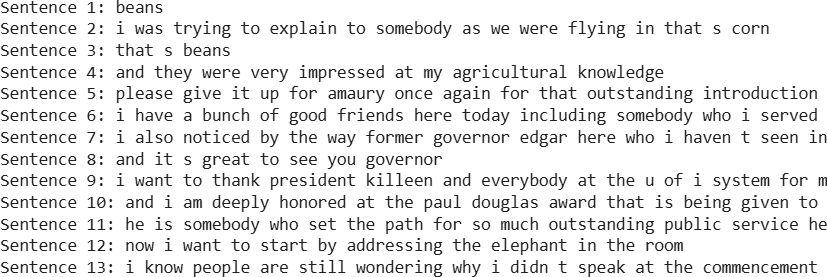 Sentence 1: beans
Sentence 2: i was trying to explain to somebody as we were flying in that s corn
Sentence 3: that s beans
Sentence 4: and they were very impressed at my agricultural knowledge
Sentence 5: please give it up for amaury once again for that outstanding introduction
Sentence 6: i have a bunch of good friends here today including somebody who i served
Sentence 7: i also noticed by the way former governor edgar here who i haven t seen in
Sentence 8: and it s great to see you governor
Sentence 9: i want to thank president killeen and everybody at the u of i system for m
Sentence 10: and i am deeply honored at the paul douglas award that is being given to
Sentence 11: he is somebody who set the path for so much outstanding public service he
Sentence 12: now i want to start by addressing the elephant in the room
Sentence 13: i know people are still wondering why i didn t speak at the commencement